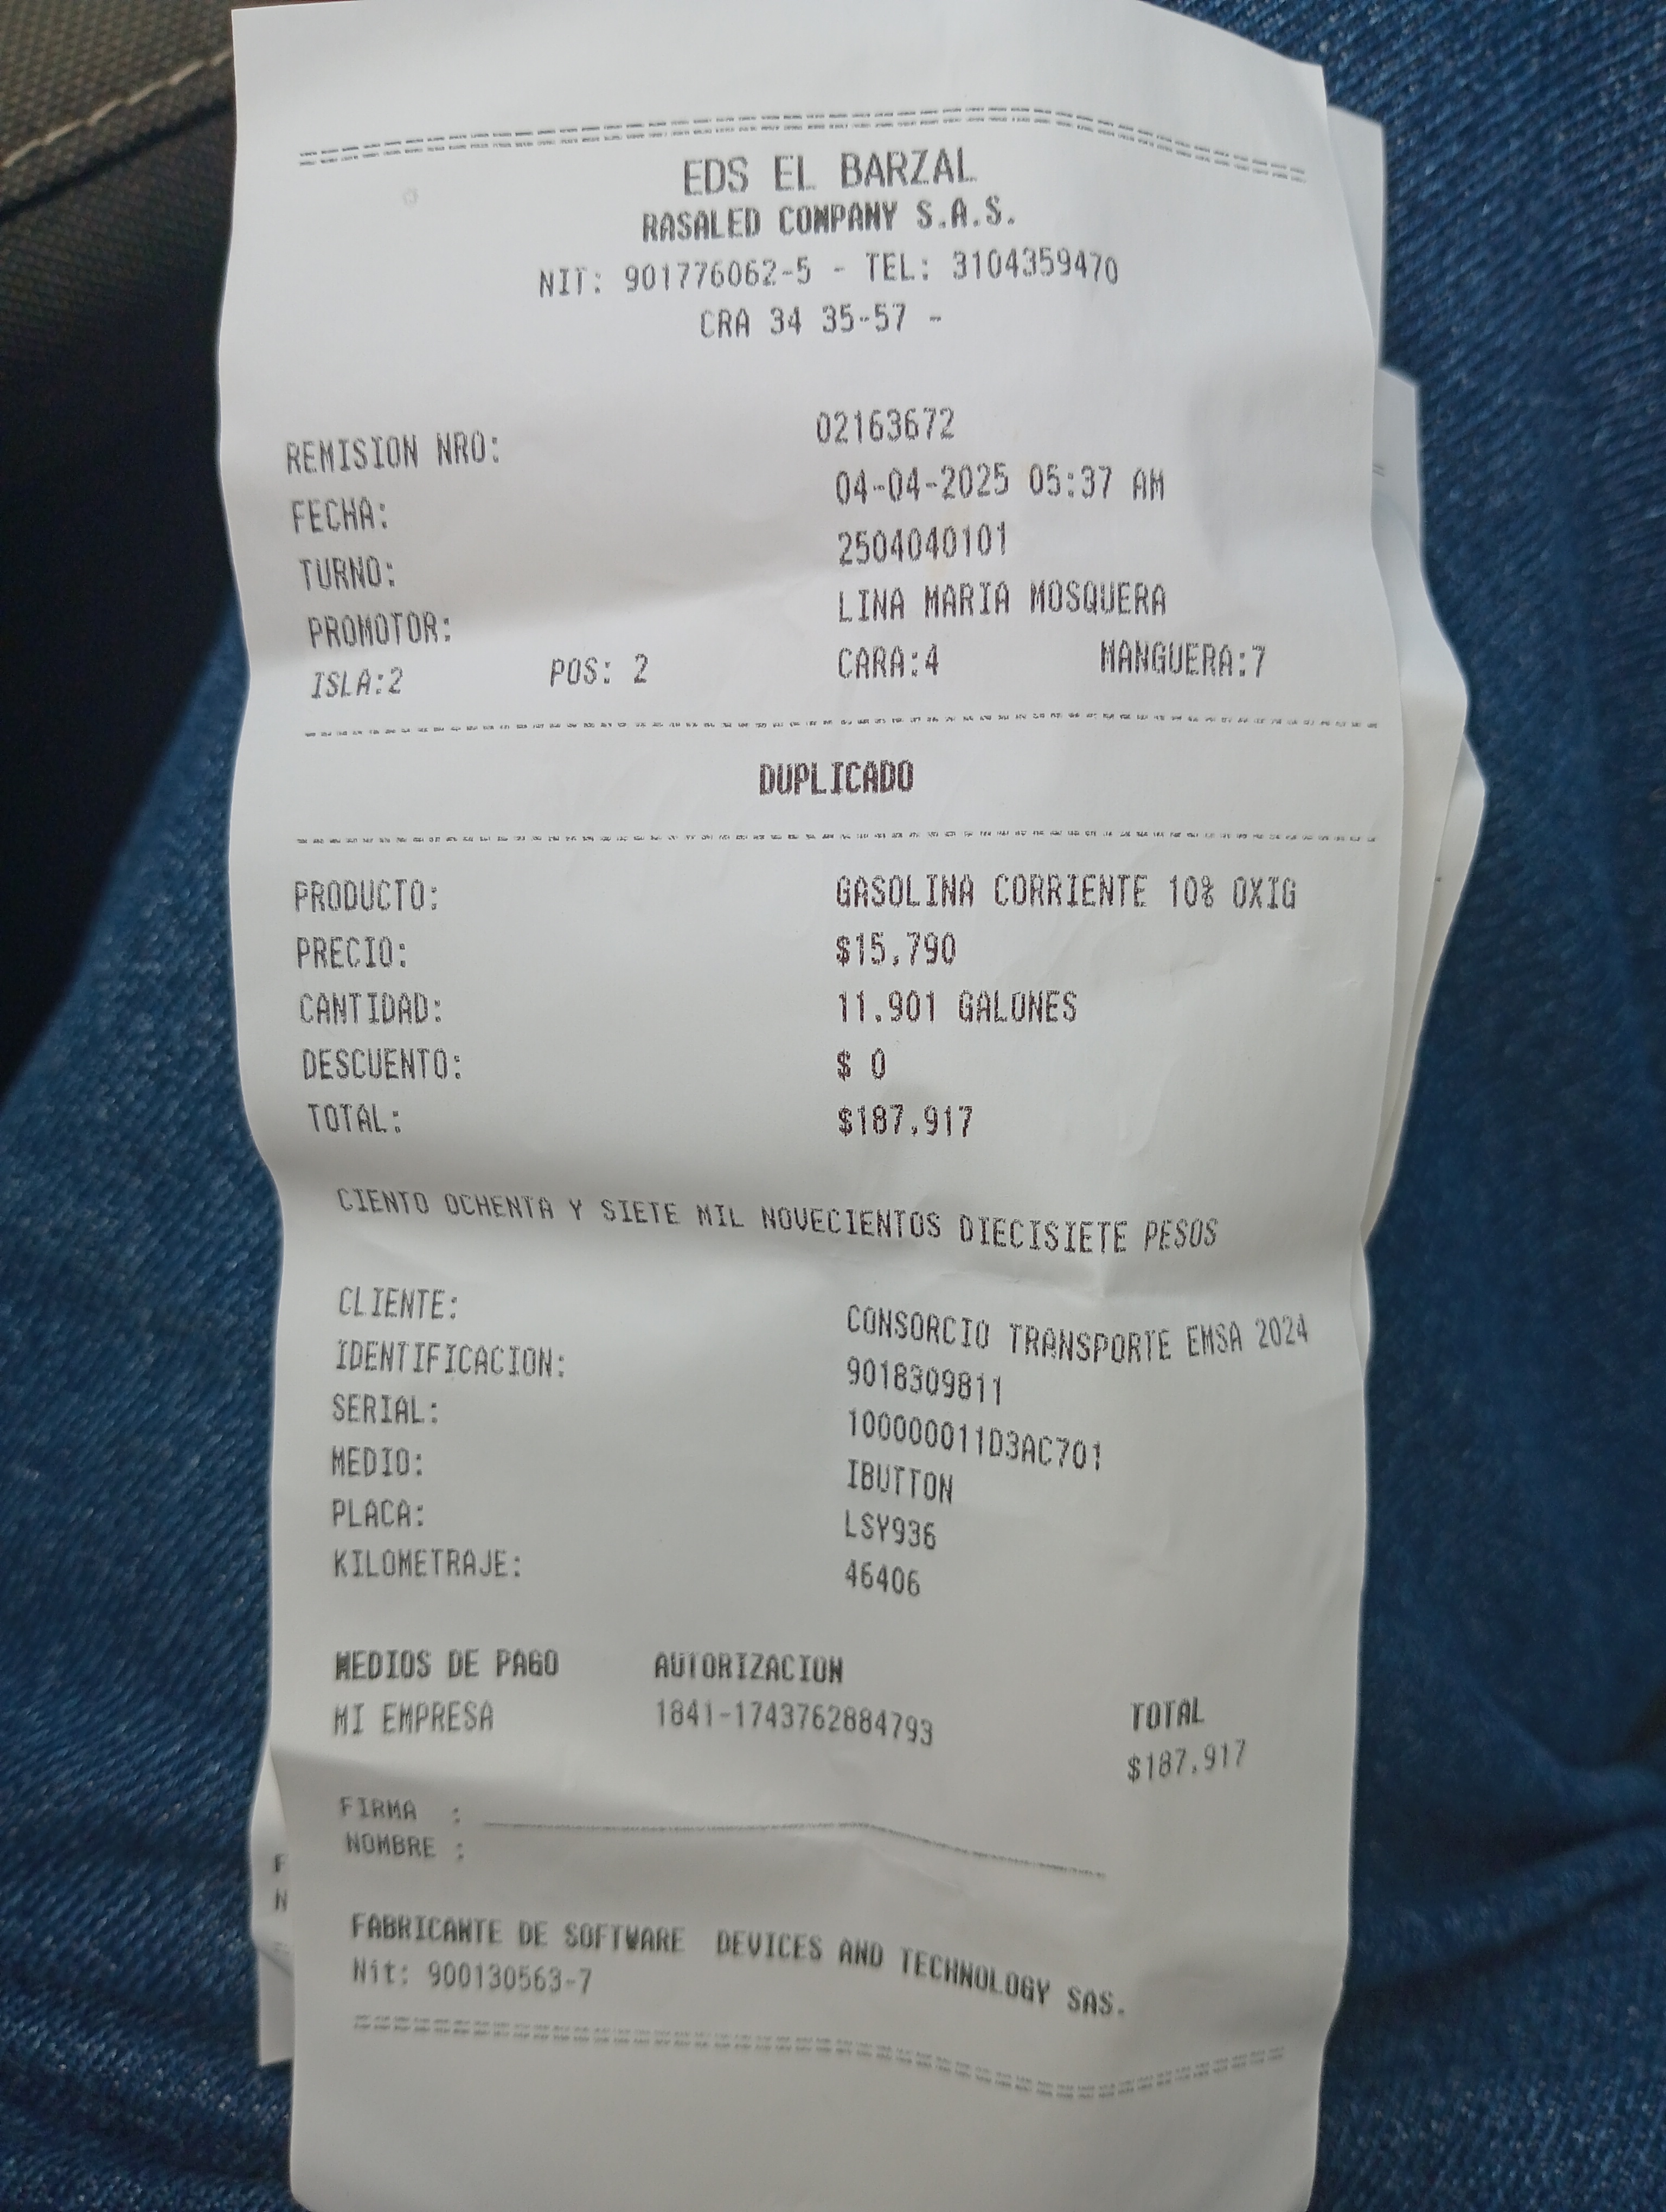 EDS EL BARZAL
RASALED COMPANY S.A.S.
NIT: 901776062-5 - TEL: 3104359470
CRA 34 35-57 -
REMISION NRO: 02163672
FECHA: 04-04-2025 05:37 AM
TURNO: 2504040101
PROMOTOR: LINA MARIA MOSQUERA
ISLA:2 POS: 2 CARA:4 MANGUERA:7
DUPLICADO
PRODUCTO: GASOLINA CORRIENTE 10% OXIG
PRECIO: $15,790
CANTIDAD: 11.901 GALONES
DESCUENTO: $ 0
TOTAL: $187,917
CIENTO OCHENTA Y SIETE MIL NOVECIENTOS DIECISIETE PESOS
CLIENTE: CONSORCIO TRANSPORTE EMSA 2024
IDENTIFICACION: 9018309811
SERIAL: 100000011D3AC701
MEDIO: IBUTTON
PLACA: LSY936
KILOMETRAJE: 46406
MEDIOS DE PAGO AUTORIZACION TOTAL
MI EMPRESA 1841-1743762884793 $187,917
FIRMA :
NOMBRE :
F
N
FABRICANTE DE SOFTWARE DEVICES AND TECHNOLOGY SAS.
Nit: 900130563-7